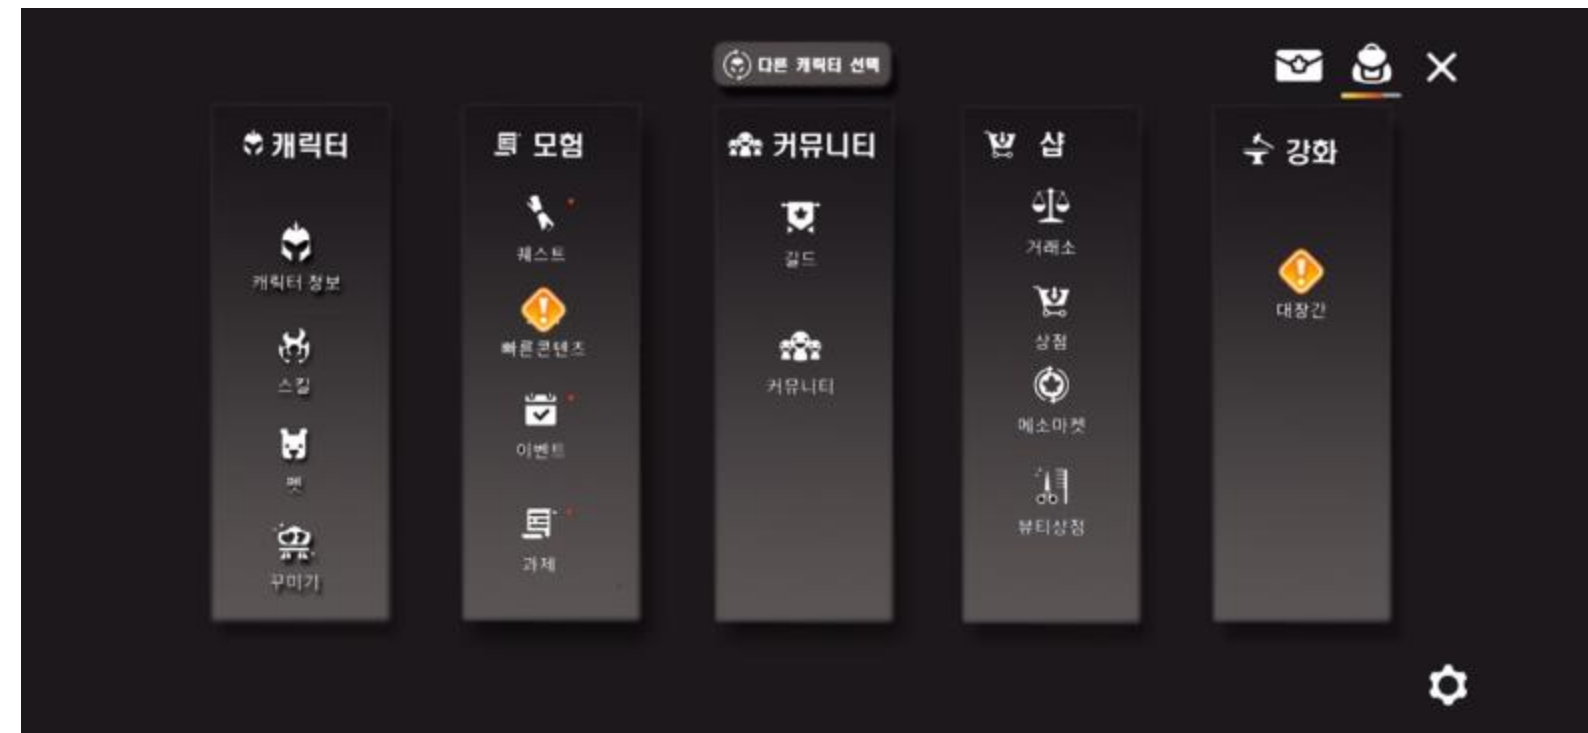 다른 캐릭터 선택
캐릭터
모험
커뮤니티
샵
강화
캐릭터 정보
스킬
펫
꾸미기
퀘스트
빠른콘텐츠
이벤트
과제
길드
커뮤니티
거래소
상점
메소마켓
뷰티상점
대장간